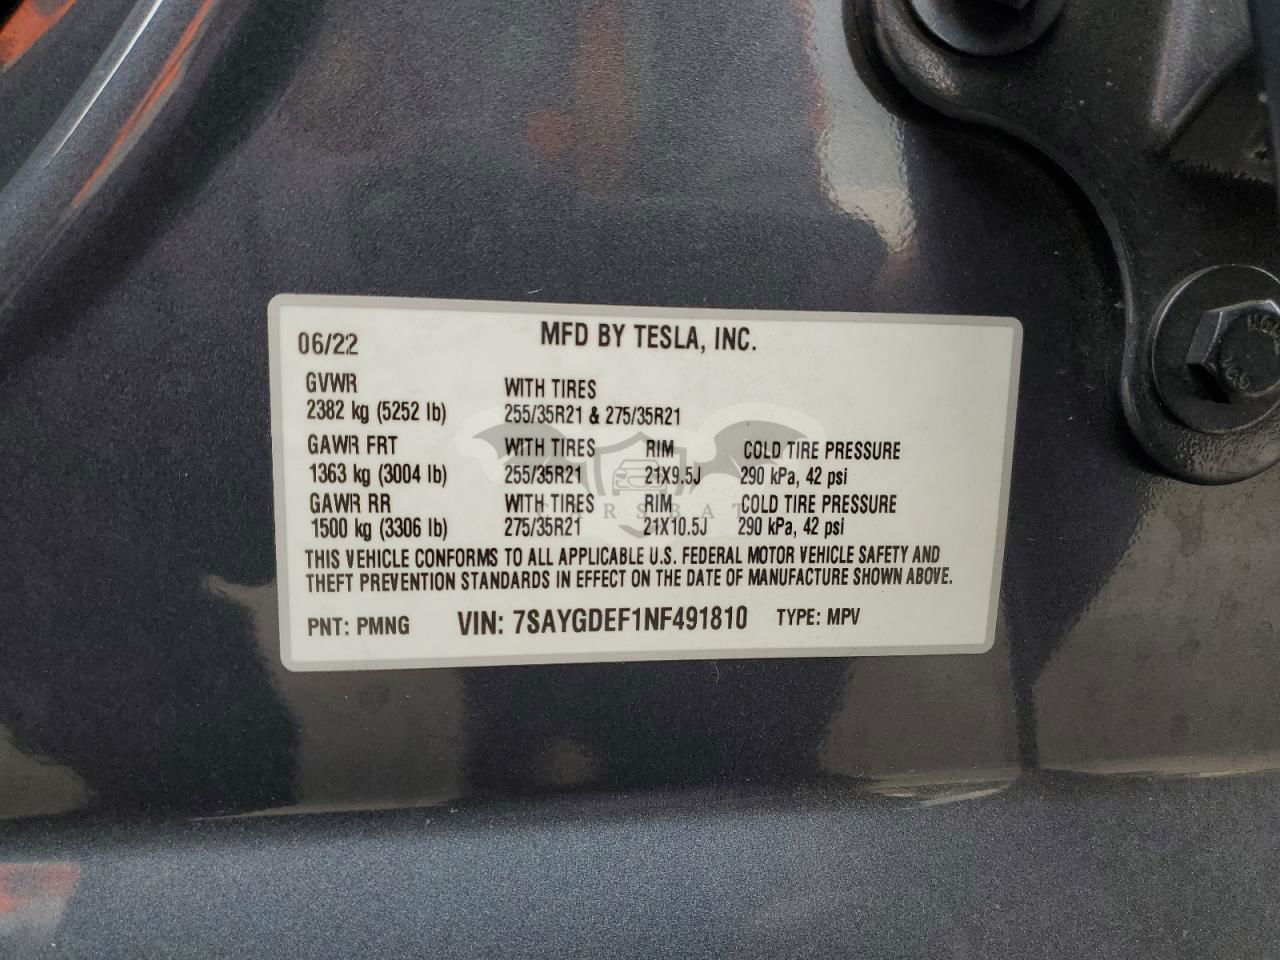 06/22 MFD BY TESLA, INC.
GVWR WITH TIRES
2382 kg (5252 lb) 255/35R21 & 275/35R21
GAWR FRT WITH TIRES RIM COLD TIRE PRESSURE
1363 kg (3004 lb) 255/35R21 21X9.5J 290 kPa, 42 psi
GAWR RR WITH TIRES RIM COLD TIRE PRESSURE
1500 kg (3306 lb) 275/35R21 21X10.5J 290 kPa, 42 psi
CARSBAT
THIS VEHICLE CONFORMS TO ALL APPLICABLE U.S. FEDERAL MOTOR VEHICLE SAFETY AND
THEFT PREVENTION STANDARDS IN EFFECT ON THE DATE OF MANUFACTURE SHOWN ABOVE.
PNT: PMNG VIN: 7SAYGDEF1NF491810 TYPE: MPV